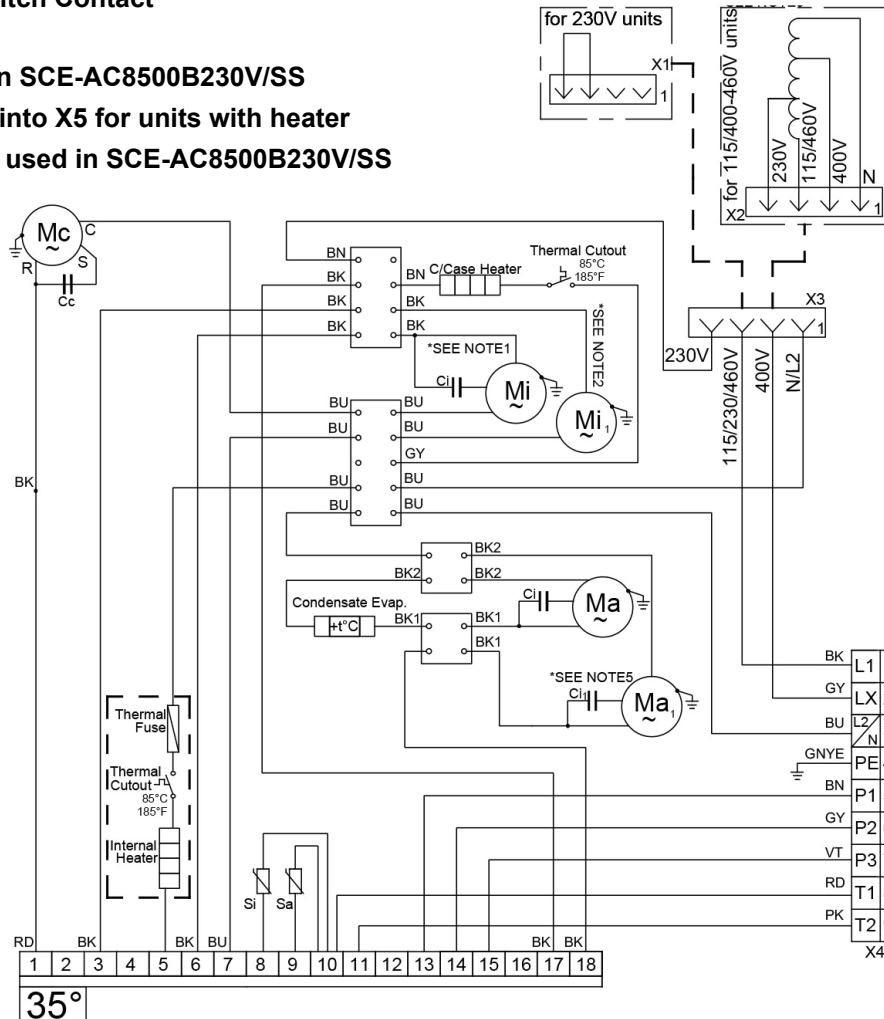 itch Contact
n SCE-AC8500B230V/SS
into X5 for units with heater
used in SCE-AC8500B230V/SS
for 230V units
X1
1
for 115/400-460V units
230V
115/460V
400V
N
X2
1
Mc
~
C
R
S
Cc
BN
BK
BK
BK
BN
C/Case Heater
Thermal Cutout
85°C
185°F
BK
BK
*SEE NOTE1
*SEE NOTE2
Ci
Mi
~
Mi1
~
X3
1
230V
115/230/460V
400V
N/L2
BU
BU
BU
BU
BU
BU
GY
BU
BU
BK
BK2
BK2
BK2
Condensate Evap.
+t°C
BK1
BK1
BK1
Ci
Ma
~
*SEE NOTE5
Ci1
Ma1
~
Thermal
Fuse
Thermal
Cutout
85°C
185°F
Internal
Heater
Si
Sa
BK L1
GY LX
BU L2/N
GNYE PE
BN P1
GY P2
VT P3
RD T1
PK T2
X4
RD BK BK BU BK BK
1 2 3 4 5 6 7 8 9 10 11 12 13 14 15 16 17 18
35°